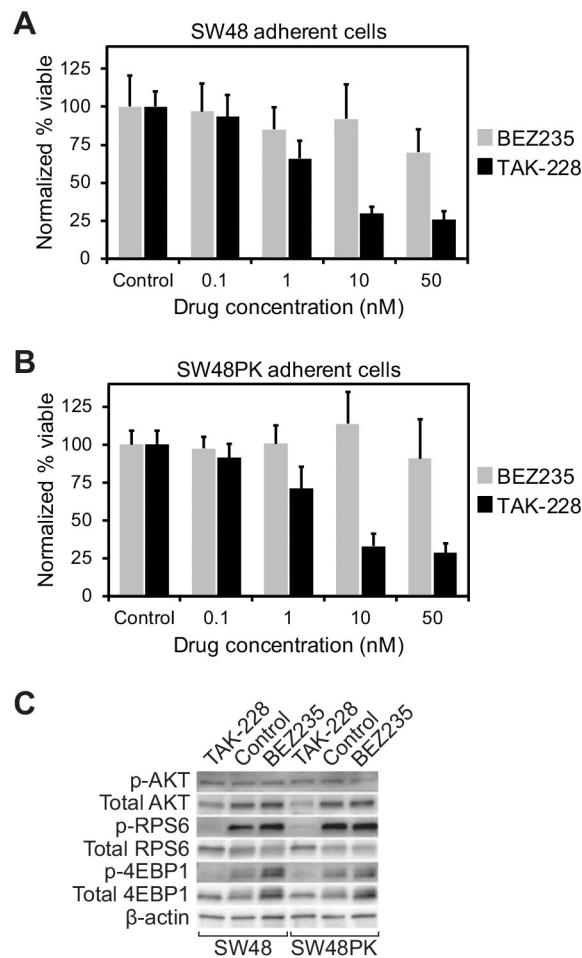 A
SW48 adherent cells
Normalized % viable
125
100
75
50
25
0
Control 0.1 1 10 50
Drug concentration (nM)
BEZ235
TAK-228
B
SW48PK adherent cells
Normalized % viable
125
100
75
50
25
0
Control 0.1 1 10 50
Drug concentration (nM)
BEZ235
TAK-228
C
TAK-228 Control BEZ235 TAK-228 Control BEZ235
p-AKT
Total AKT
p-RPS6
Total RPS6
p-4EBP1
Total 4EBP1
β-actin
SW48 SW48PK